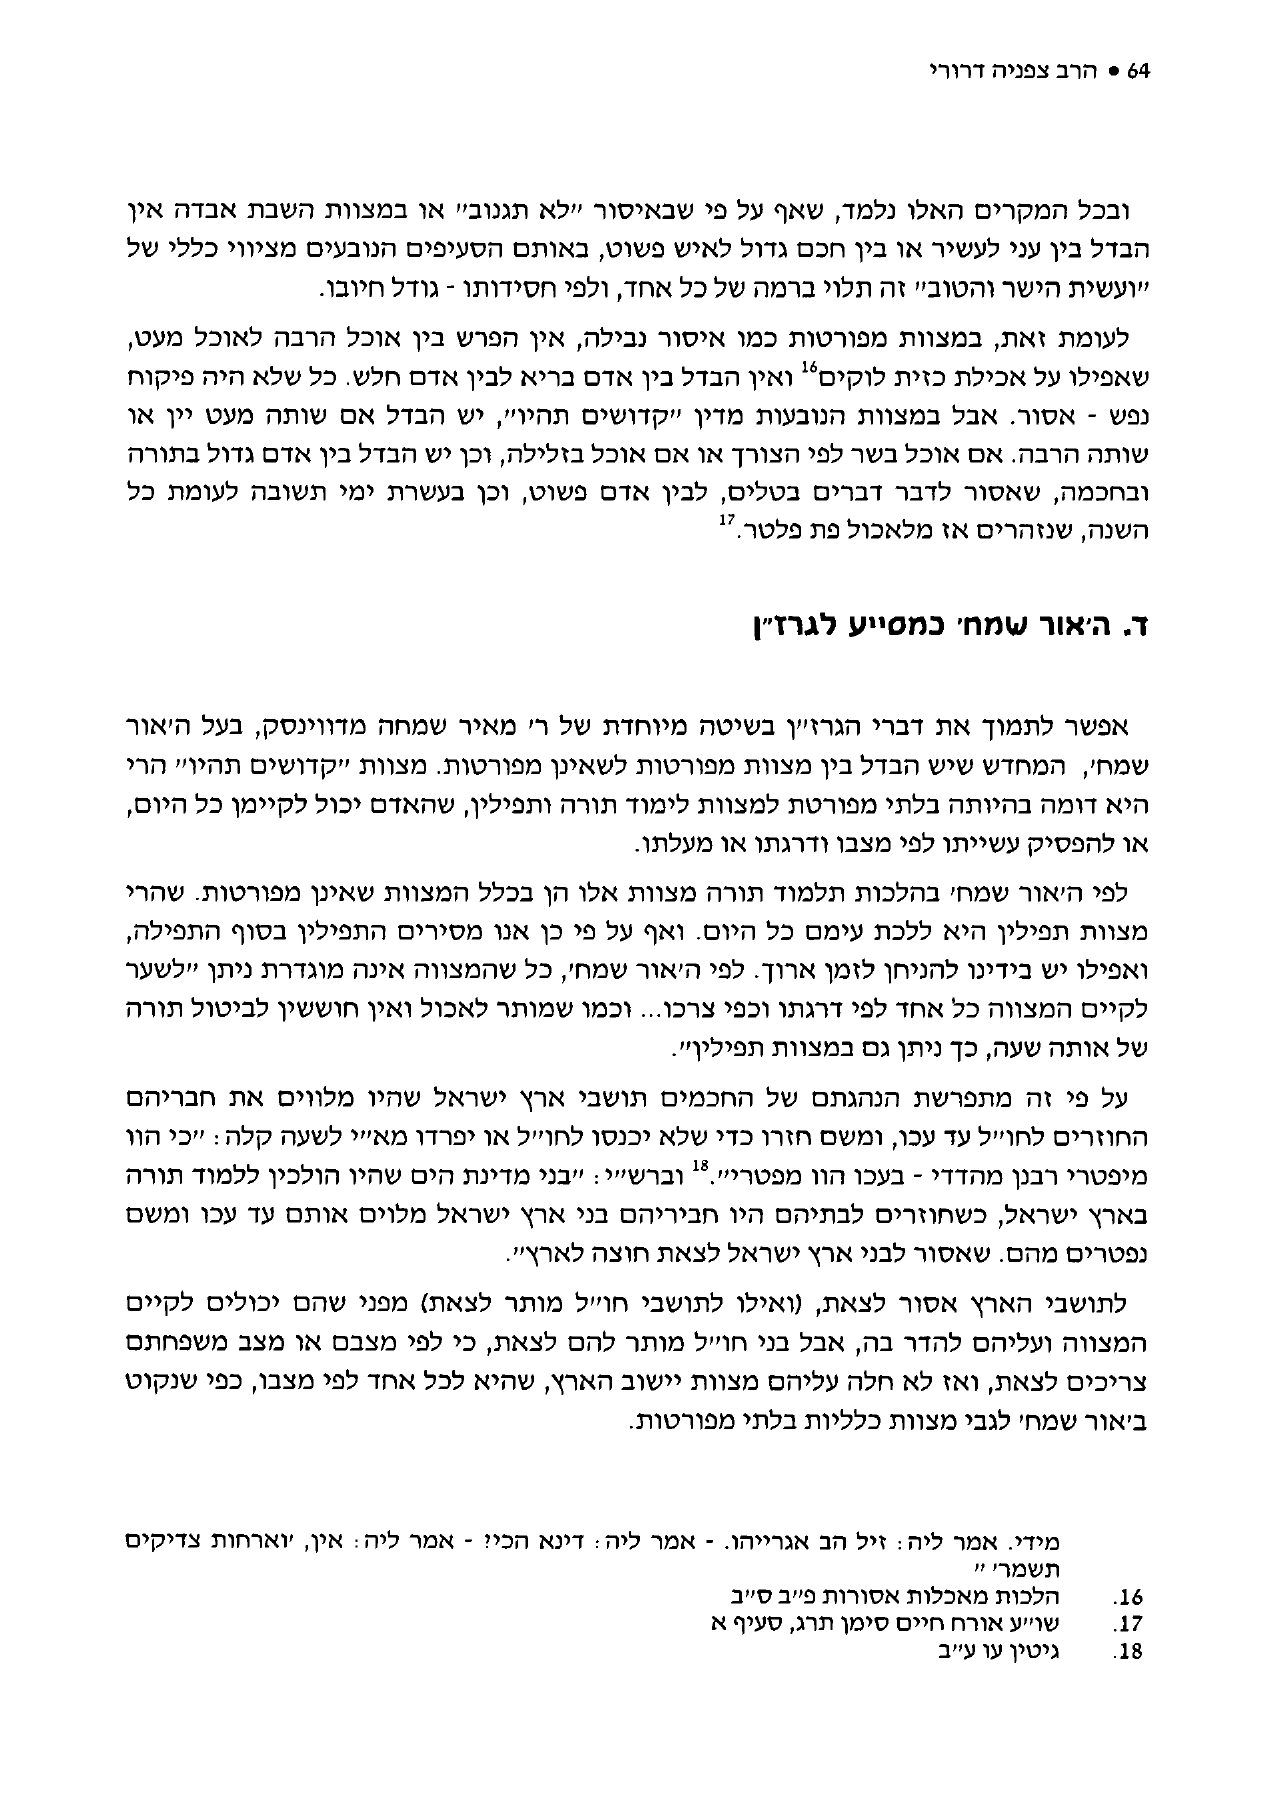 64 • הרב צפניה דרורי
ובכל המקרים האלו נלמד, שאף על פי שבאיסור "לא תגנוב" או במצוות השבת אבדה אין
הבדל בין עני לעשיר או בין חכם גדול לאיש פשוט, באותם הסעיפים הנובעים מציווי כללי של
"ועשית הישר והטוב" זה תלוי ברמה של כל אחד, ולפי חסידותו - גודל חיובו.
לעומת זאת, במצוות מפורטות כמו איסור נבילה, אין הפרש בין אוכל הרבה לאוכל מעט,
שאפילו על אכילת כזית לוקים16 ואין הבדל בין אדם בריא לבין אדם חלש. כל שלא היה פיקוח
נפש - אסור. אבל במצוות הנובעות מדין "קדושים תהיו", יש הבדל אם שותה מעט יין או
שותה הרבה. אם אוכל בשר לפי הצורך או אם אוכל בזלילה, וכן יש הבדל בין אדם גדול בתורה
ובחכמה, שאסור לדבר דברים בטלים, לבין אדם פשוט, וכן בעשרת ימי תשובה לעומת כל
השנה, שנזהרים אז מלאכול פת פלטר.17
ד. ה'אור שמח' כמסייע לגרז"ן
אפשר לתמוך את דברי הגרז"ן בשיטה מיוחדת של ר' מאיר שמחה מדווינסק, בעל ה'אור
שמח', המחדש שיש הבדל בין מצוות מפורטות לשאינן מפורטות. מצוות "קדושים תהיו" הרי
היא דומה בהיותה בלתי מפורטת למצוות לימוד תורה ותפילין, שהאדם יכול לקיימן כל היום,
או להפסיק עשייתו לפי מצבו ודרגתו או מעלתו.
לפי ה'אור שמח' בהלכות תלמוד תורה מצוות אלו הן בכלל המצוות שאינן מפורטות. שהרי
מצוות תפילין היא ללכת עימם כל היום. ואף על פי כן אנו מסירים התפילין בסוף התפילה,
ואפילו יש בידינו להניחן לזמן ארוך. לפי ה'אור שמח', כל שהמצווה אינה מוגדרת ניתן "לשער
לקיים המצווה כל אחד לפי דרגתו וכפי צרכו... וכמו שמותר לאכול ואין חוששין לביטול תורה
של אותה שעה, כך ניתן גם במצוות תפילין".
על פי זה מתפרשת הנהגתם של החכמים תושבי ארץ ישראל שהיו מלווים את חבריהם
החוזרים לחו"ל עד עכו, ומשם חזרו כדי שלא יכנסו לחו"ל או יפרדו מא"י לשעה קלה: "כי הוו
מיפטרי רבנן מהדדי - בעכו הוו מפטרי".18 וברש"י: "בני מדינת הים שהיו הולכין ללמוד תורה
בארץ ישראל, כשחוזרים לבתיהם היו חביריהם בני ארץ ישראל מלוים אותם עד עכו ומשם
נפטרים מהם. שאסור לבני ארץ ישראל לצאת חוצה לארץ".
לתושבי הארץ אסור לצאת, (ואילו לתושבי חו"ל מותר לצאת) מפני שהם יכולים לקיים
המצווה ועליהם להדר בה, אבל בני חו"ל מותר להם לצאת, כי לפי מצבם או מצב משפחתם
צריכים לצאת, ואז לא חלה עליהם מצוות יישוב הארץ, שהיא לכל אחד לפי מצבו, כפי שנקוט
ב'אור שמח' לגבי מצוות כלליות בלתי מפורטות.
מידי. אמר ליה: זיל הב אגרייהו. - אמר ליה: דינא הכי? - אמר ליה: אין, 'וארחות צדיקים
תשמר' "
16. הלכות מאכלות אסורות פ"ב ס"ב
17. שו"ע אורח חיים סימן תרג, סעיף א
18. גיטין עו ע"ב